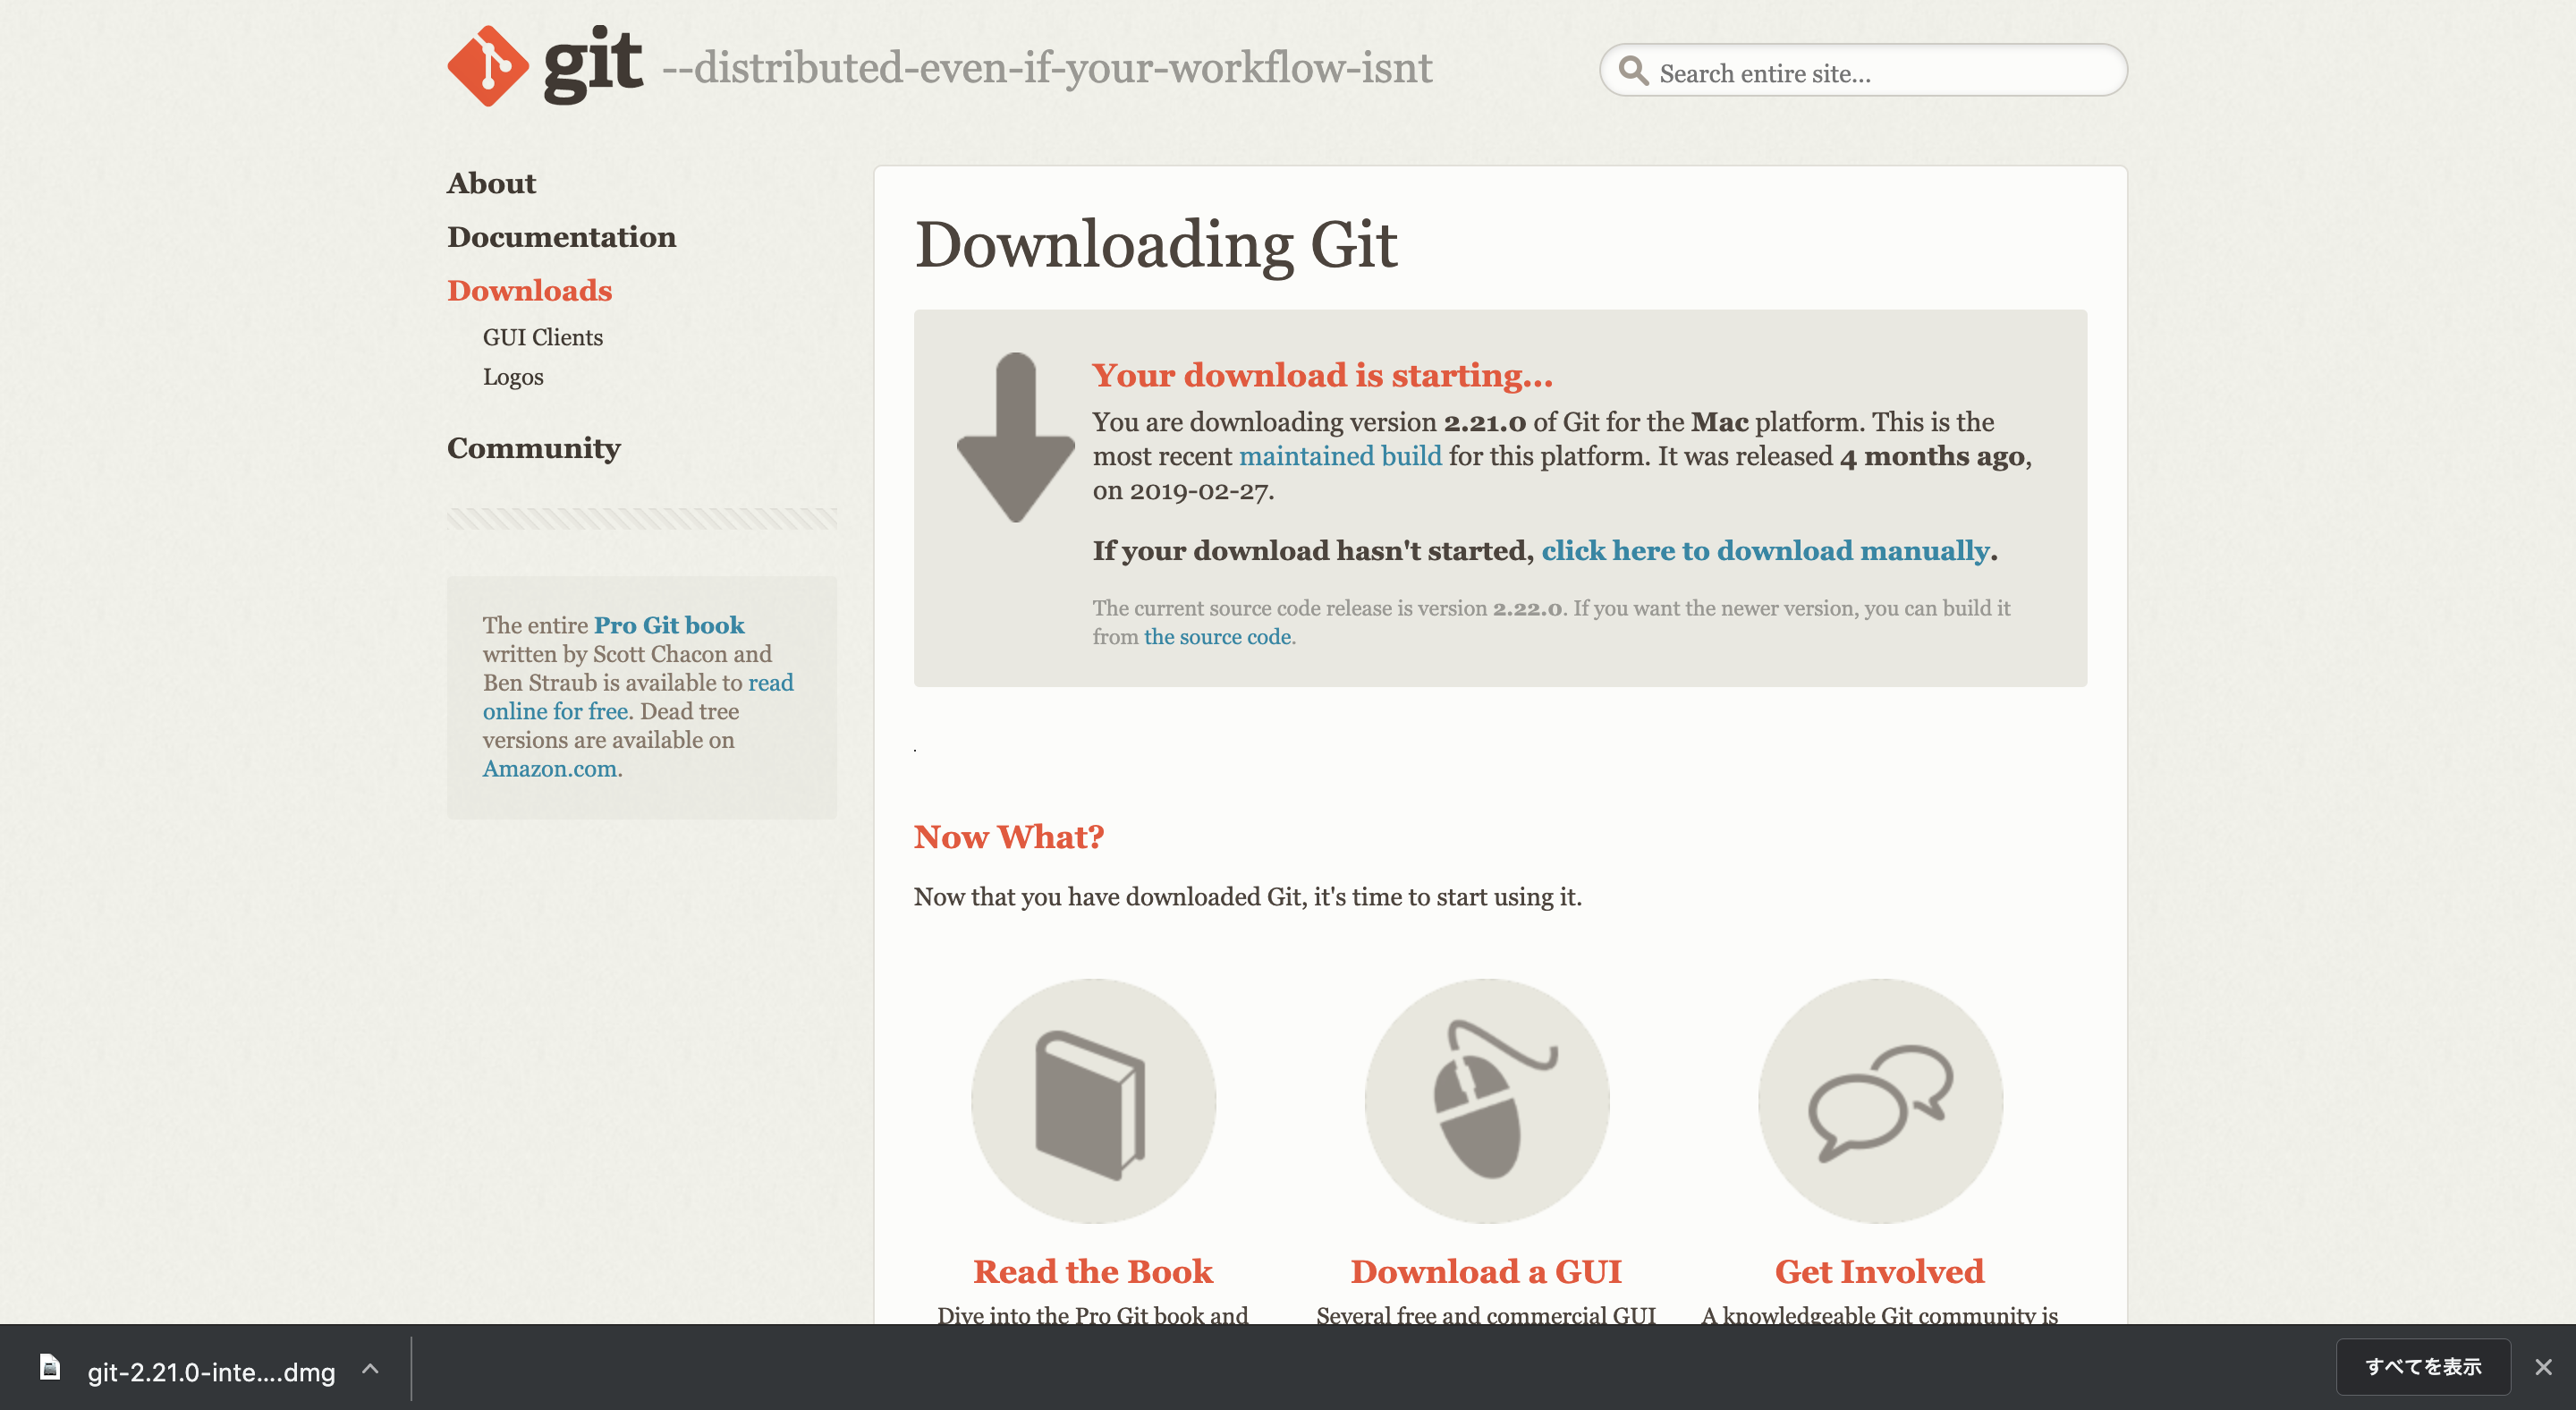 git --distributed-even-if-your-workflow-isnt
Search entire site...
About
Documentation
Downloads
GUI Clients
Logos
Community
The entire Pro Git book
written by Scott Chacon and
Ben Straub is available to read
online for free. Dead tree
versions are available on
Amazon.com.
Downloading Git
Your download is starting...
You are downloading version 2.21.0 of Git for the Mac platform. This is the
most recent maintained build for this platform. It was released 4 months ago,
on 2019-02-27.
If your download hasn't started, click here to download manually.
The current source code release is version 2.22.0. If you want the newer version, you can build it
from the source code.
.
Now What?
Now that you have downloaded Git, it's time to start using it.
Read the Book
Dive into the Pro Git book and
Download a GUI
Several free and commercial GUI
Get Involved
A knowledgeable Git community is
git-2.21.0-inte....dmg
すべてを表示